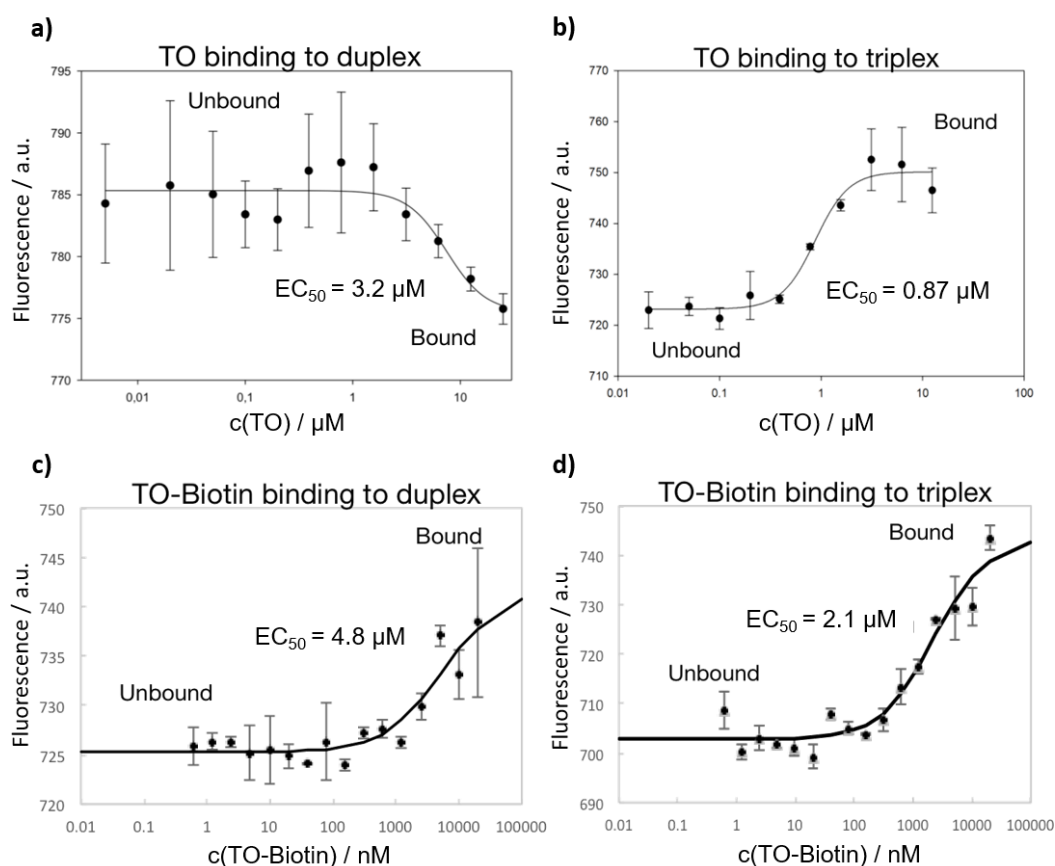 a)
TO binding to duplex
795
790
785
780
775
770
Fluorescence / a.u.
Unbound
EC50 = 3.2 µM
Bound
0,01
0.1
1
10
c(TO) / µM
b)
TO binding to triplex
770
760
750
740
730
720
710
Fluorescence / a.u.
Bound
EC50 = 0.87 µM
Unbound
0.01
0.1
1
10
100
c(TO) / µM
c)
TO-Biotin binding to duplex
750
745
740
735
730
725
720
Fluorescence / a.u.
Bound
EC50 = 4.8 µM
Unbound
0.01
0.1
1
10
100
1000
10000
100000
c(TO-Biotin) / nM
d)
TO-Biotin binding to triplex
750
740
730
720
710
700
690
Fluorescence / a.u.
Bound
EC50 = 2.1 µM
Unbound
0.01
0.1
1
10
100
1000
10000
100000
c(TO-Biotin) / nM